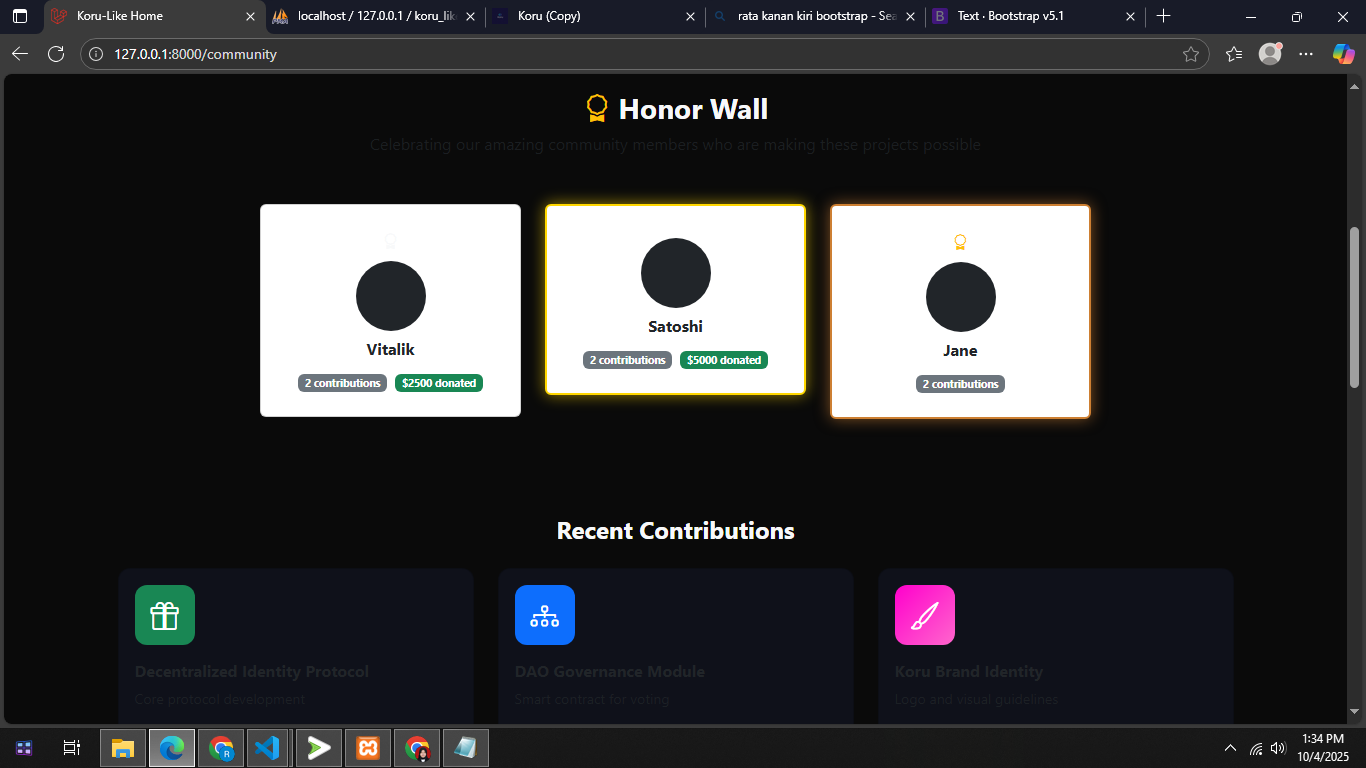 Koru-Like Home
localhost / 127.0.0.1 / koru_lik
Koru (Copy)
rata kanan kiri bootstrap - Sea
B Text · Bootstrap v5.1
127.0.0.1:8000/community
Honor Wall
Celebrating our amazing community members who are making these projects possible
Vitalik
2 contributions $2500 donated
Satoshi
2 contributions $5000 donated
Jane
2 contributions
Recent Contributions
Decentralized Identity Protocol
Core protocol development
DAO Governance Module
Smart contract for voting
Koru Brand Identity
Logo and visual guidelines
1:34 PM
10/4/2025